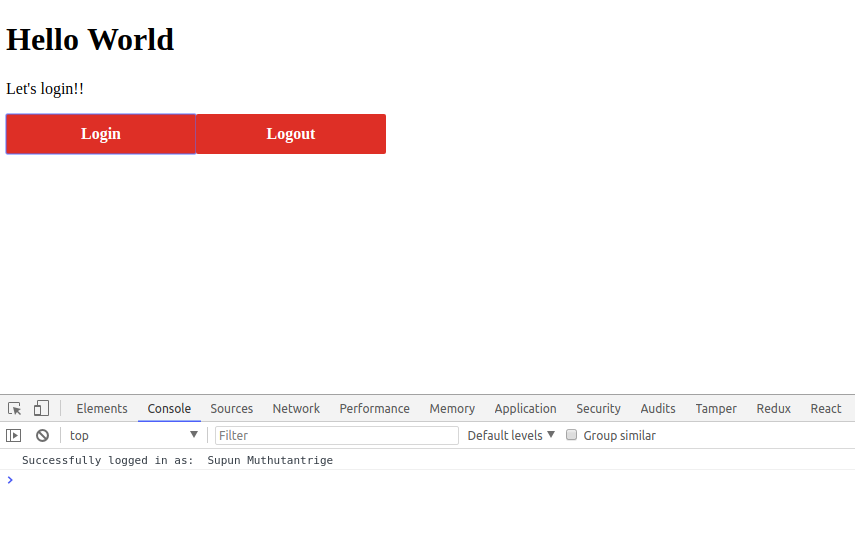 Hello World
Let's login!!
Login Logout
Elements Console Sources Network Performance Memory Application Security Audits Tamper Redux React
top Filter Default levels Group similar
Successfully logged in as:  Supun Muthutantrige